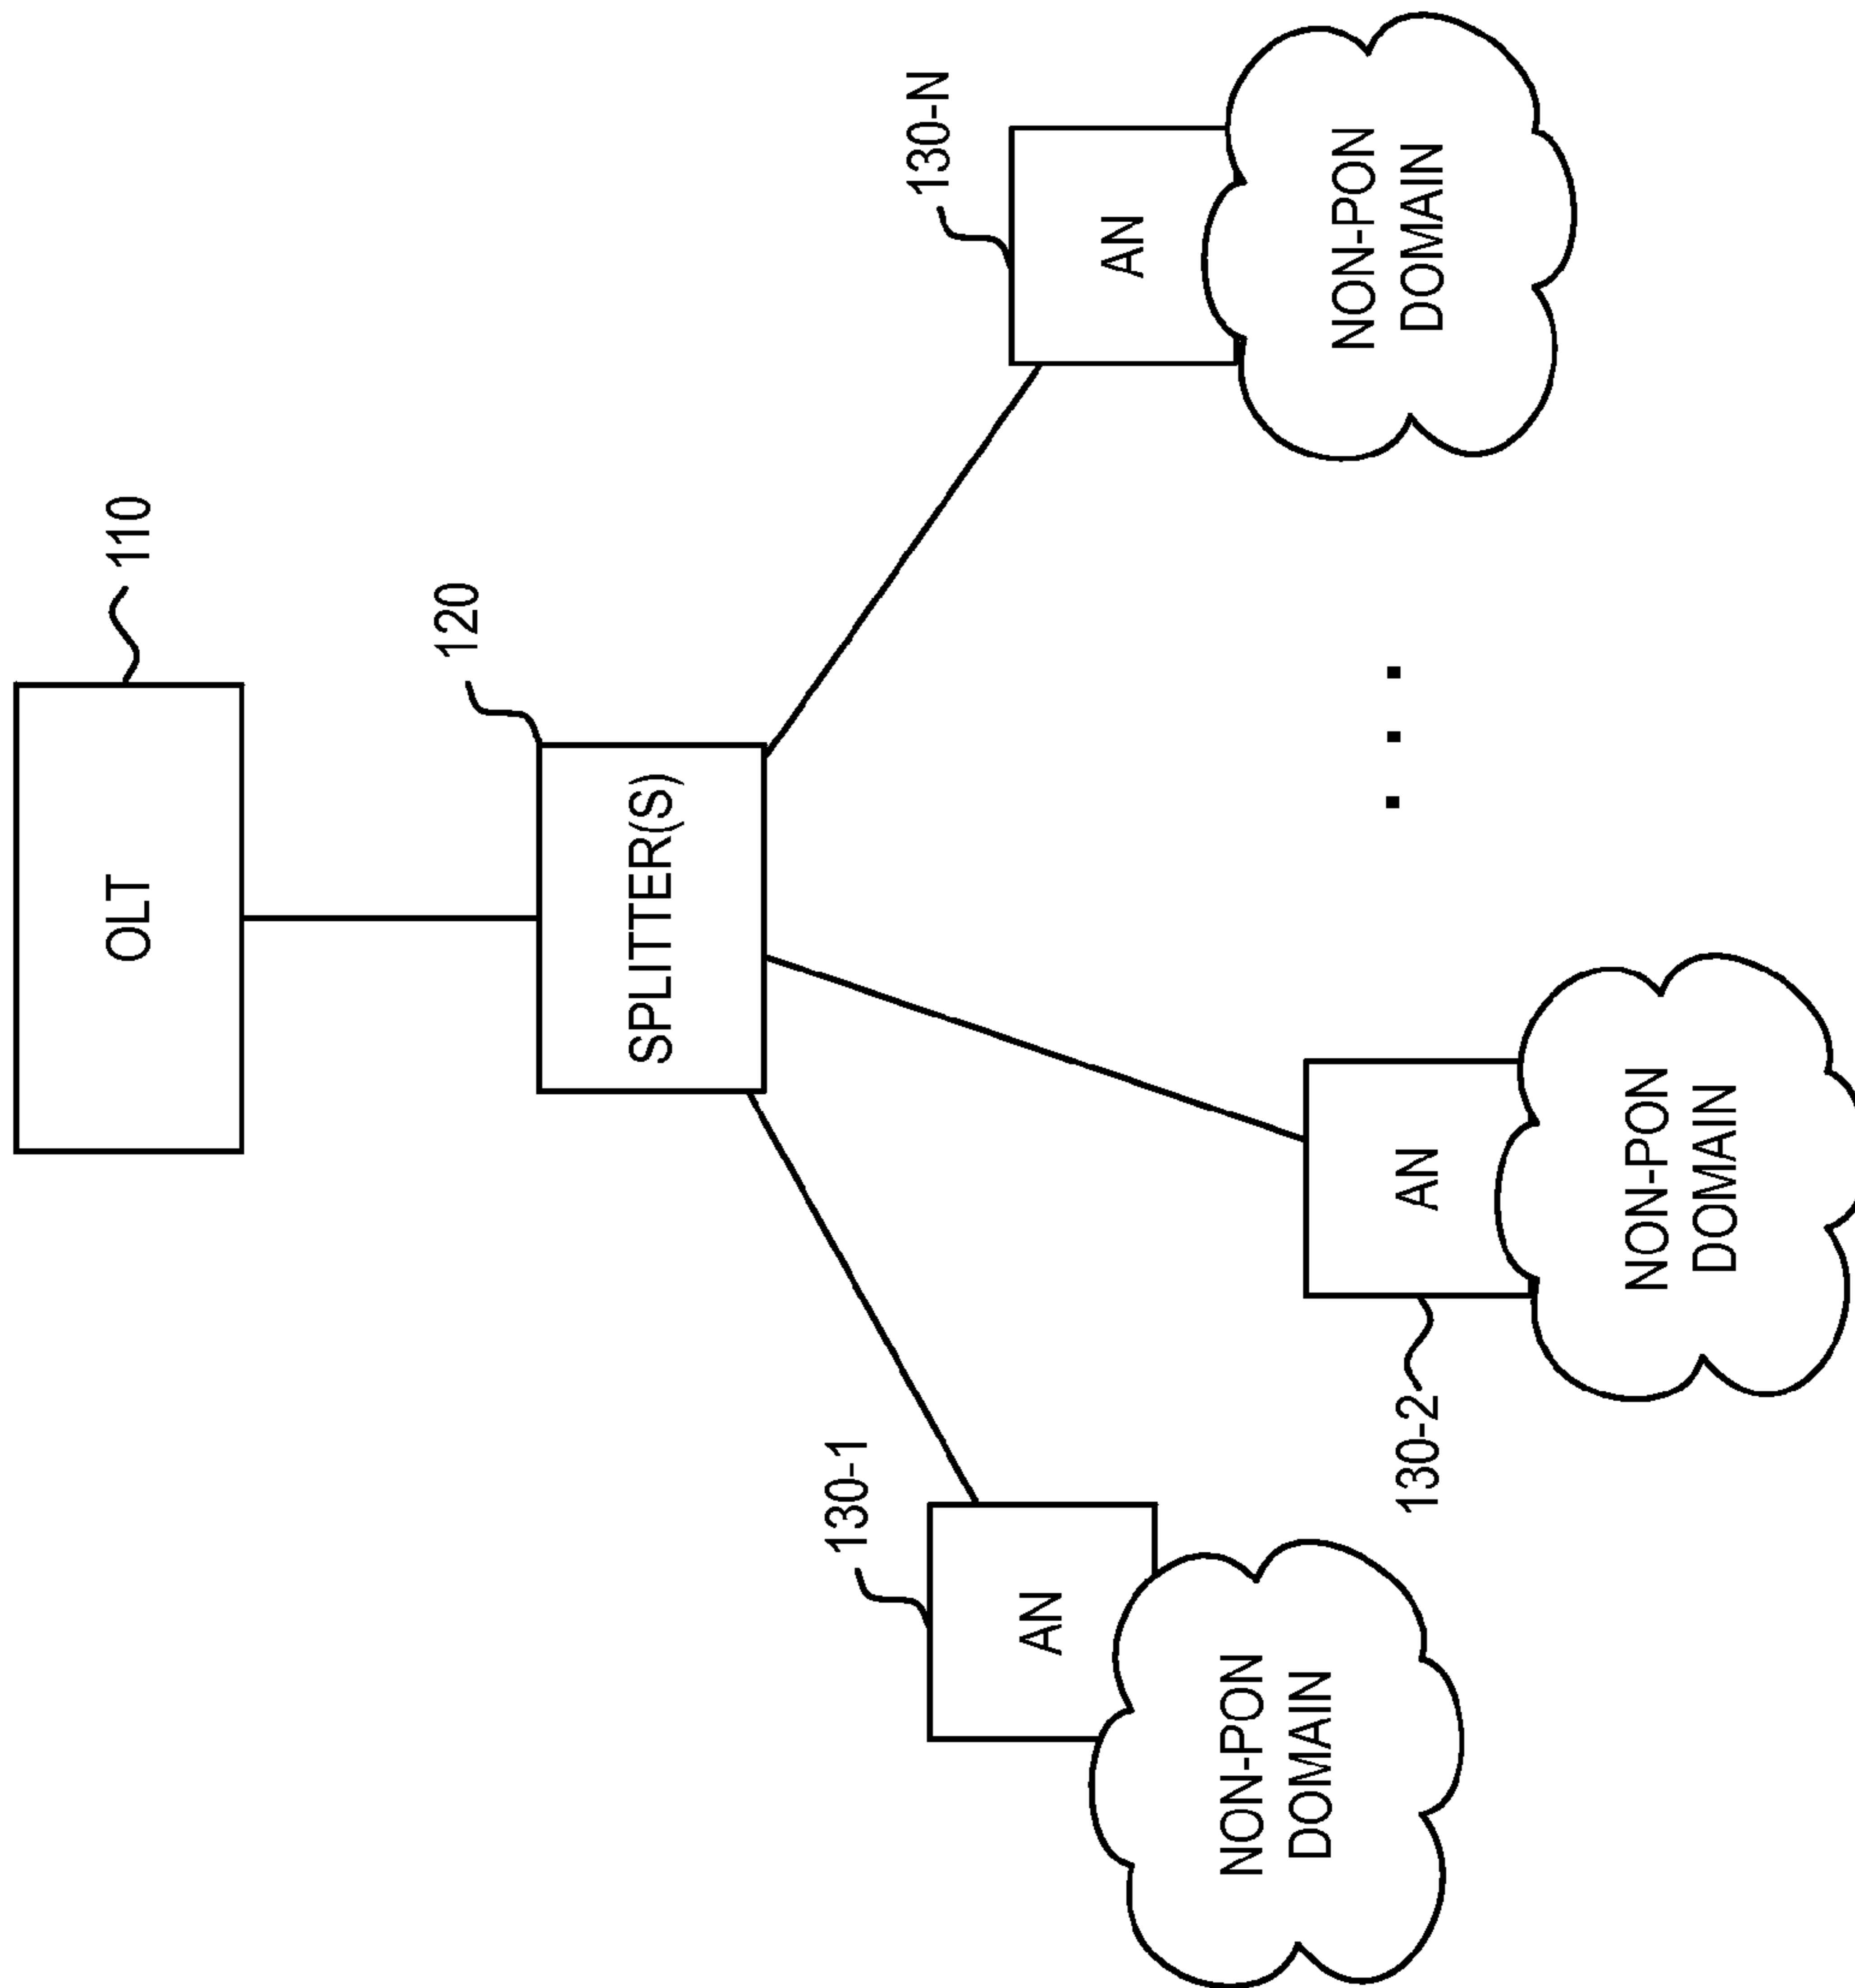 OLT
110
120
SPLITTER(S)
130-1
AN
NON-PON
DOMAIN
130-2
AN
NON-PON
DOMAIN
130-N
AN
NON-PON
DOMAIN
. . .